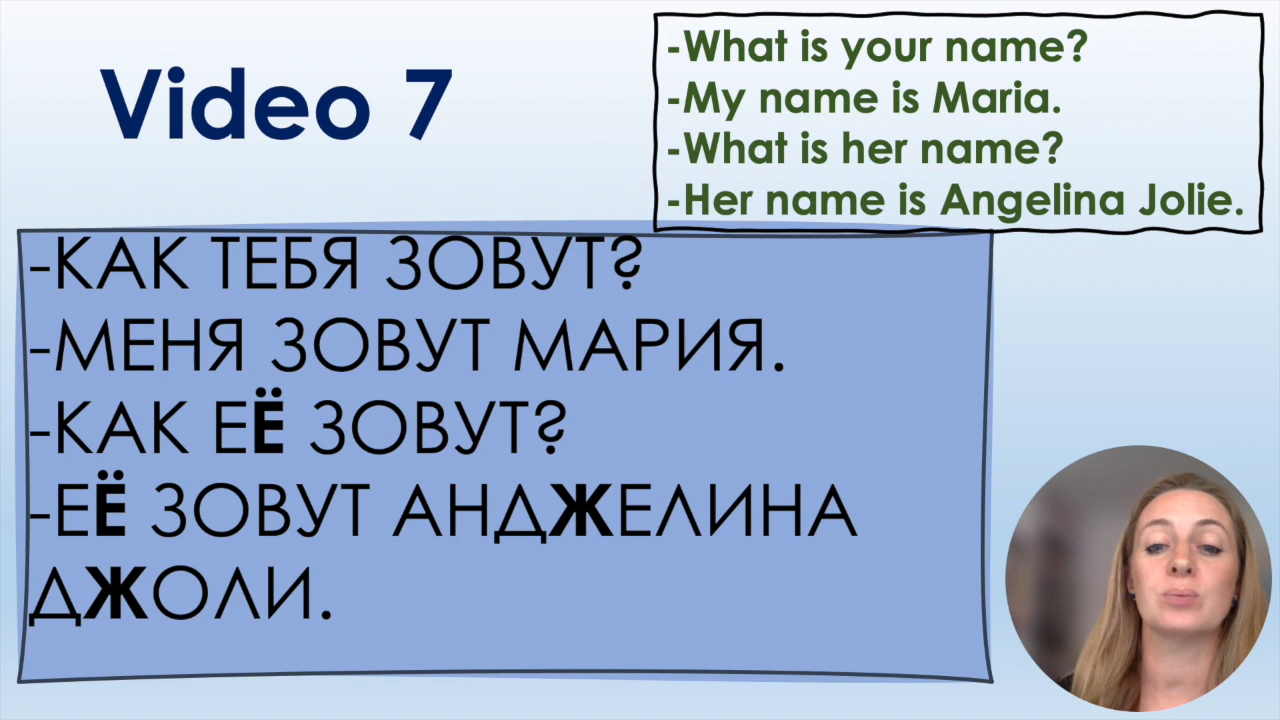 Video 7
-What is your name?
-My name is Maria.
-What is her name?
-Her name is Angelina Jolie.
-КАК ТЕБЯ ЗОВУТ?
-МЕНЯ ЗОВУТ МАРИЯ.
-КАК ЕЁ ЗОВУТ?
-ЕЁ ЗОВУТ АНДЖЕЛИНА
ДЖОЛИ.